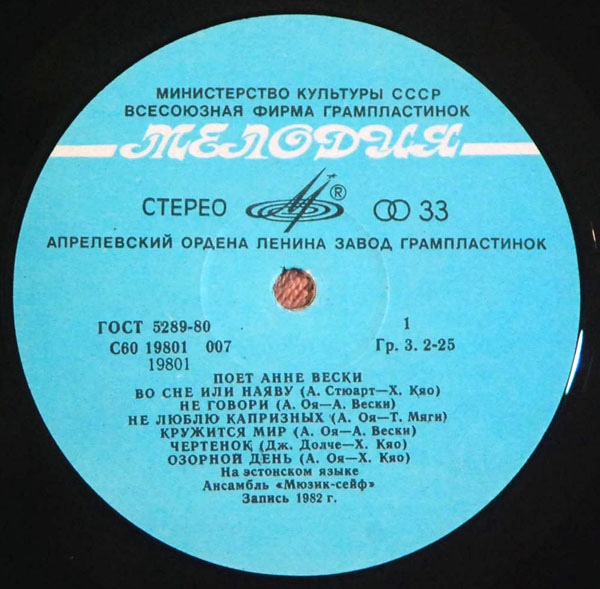 МИНИСТЕРСТВО КУЛЬТУРЫ СССР
ВСЕСОЮЗНАЯ ФИРМА ГРАМПЛАСТИНОК
МЕЛОДИЯ
СТЕРЕО ® 33
АПРЕЛЕВСКИЙ ОРДЕНА ЛЕНИНА ЗАВОД ГРАМПЛАСТИНОК
ГОСТ 5289-80 1
С60 19801 007 Гр. 3. 2-25
19801
ПОЕТ АННЕ ВЕСКИ
ВО СНЕ ИЛИ НАЯВУ (А. Стюарт—Х. Кяо)
НЕ ГОВОРИ (А. Оя—А. Вески)
НЕ ЛЮБЛЮ КАПРИЗНЫХ (А. Оя—Т. Мяги)
КРУЖИТСЯ МИР (А. Оя—А. Вески)
ЧЕРТЕНОК (Дж. Долче—Х. Кяо)
ОЗОРНОЙ ДЕНЬ (А. Оя—Х. Кяо)
На эстонском языке
Ансамбль «Мюзик-сейф»
Запись 1982 г.